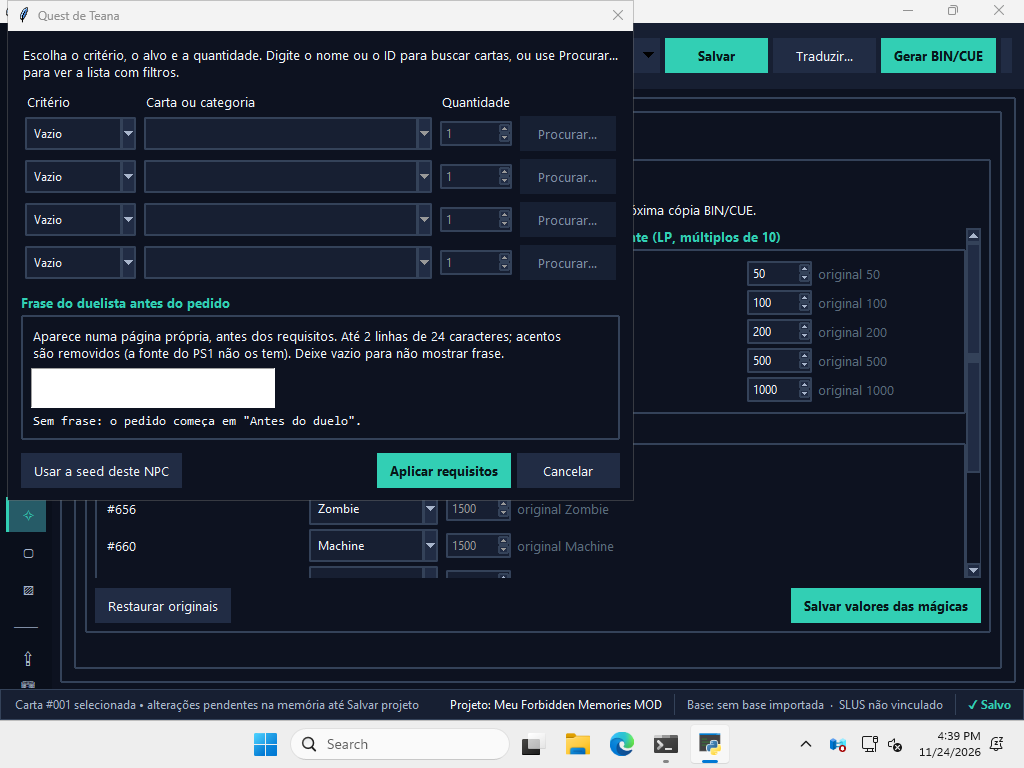 Quest de Teana
Escolha o critério, o alvo e a quantidade. Digite o nome ou o ID para buscar cartas, ou use Procurar...
para ver a lista com filtros.
Critério Carta ou categoria Quantidade
Vazio 1 Procurar...
Vazio 1 Procurar...
Vazio 1 Procurar...
Vazio 1 Procurar...
Frase do duelista antes do pedido
Aparece numa página própria, antes dos requisitos. Até 2 linhas de 24 caracteres; acentos
são removidos (a fonte do PS1 não os tem). Deixe vazio para não mostrar frase.
Sem frase: o pedido começa em "Antes do duelo".
Usar a seed deste NPC Aplicar requisitos Cancelar
Salvar Traduzir... Gerar BIN/CUE
óxima cópia BIN/CUE.
nte (LP, múltiplos de 10)
50 original 50
100 original 100
200 original 200
500 original 500
1000 original 1000
#656 Zombie 1500 original Zombie
#660 Machine 1500 original Machine
Restaurar originais Salvar valores das mágicas
Carta #001 selecionada • alterações pendentes na memória até Salvar projeto Projeto: Meu Forbidden Memories MOD Base: sem base importada · SLUS não vinculado ✓ Salvo
Search
4:39 PM
11/24/2026